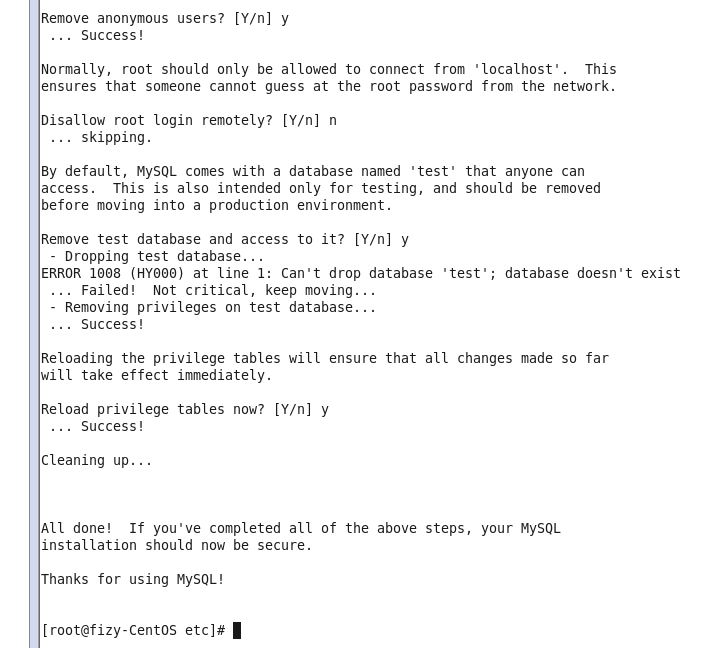 Remove anonymous users? [Y/n] y
 ... Success!
Normally, root should only be allowed to connect from 'localhost'.  This
ensures that someone cannot guess at the root password from the network.
Disallow root login remotely? [Y/n] n
 ... skipping.
By default, MySQL comes with a database named 'test' that anyone can
access.  This is also intended only for testing, and should be removed
before moving into a production environment.
Remove test database and access to it? [Y/n] y
 - Dropping test database...
ERROR 1008 (HY000) at line 1: Can't drop database 'test'; database doesn't exist
 ... Failed!  Not critical, keep moving...
 - Removing privileges on test database...
 ... Success!
Reloading the privilege tables will ensure that all changes made so far
will take effect immediately.
Reload privilege tables now? [Y/n] y
 ... Success!
Cleaning up...
All done!  If you've completed all of the above steps, your MySQL
installation should now be secure.
Thanks for using MySQL!
[root@fizy-CentOS etc]#